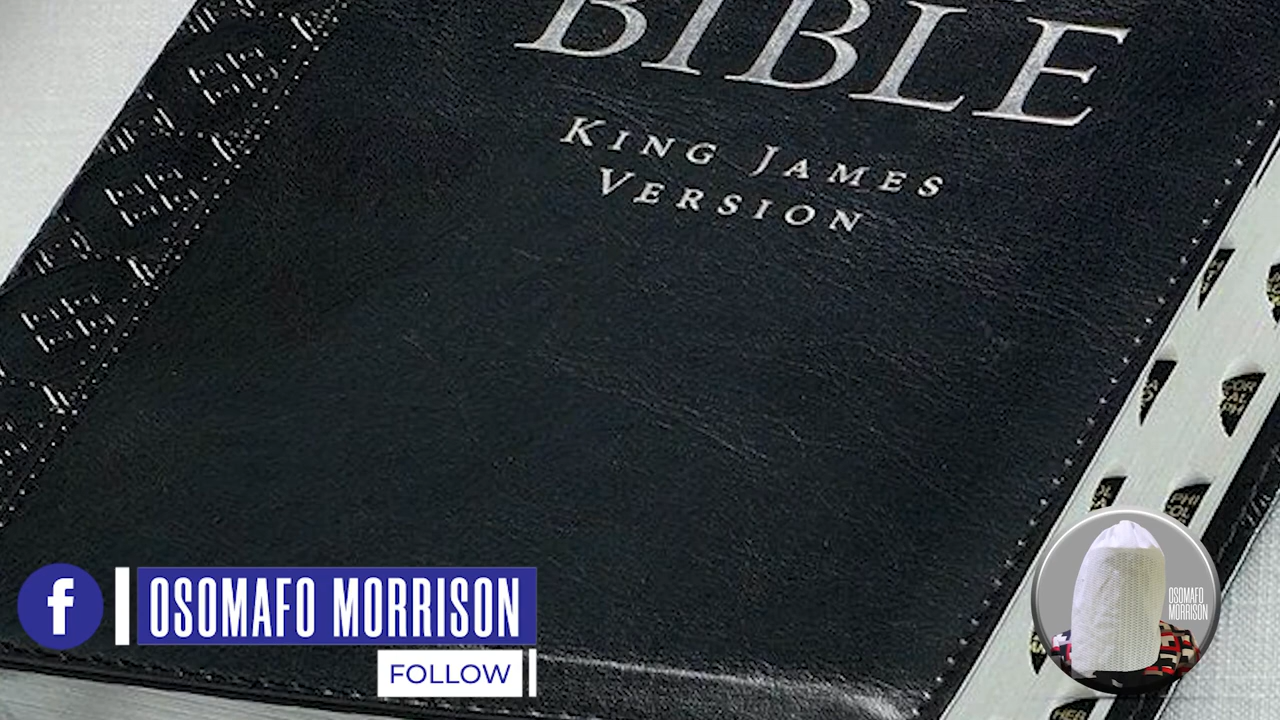 BIBLE
KING JAMES
VERSION
OSOMAFO MORRISON
FOLLOW
OSOMAFO
MORRISON